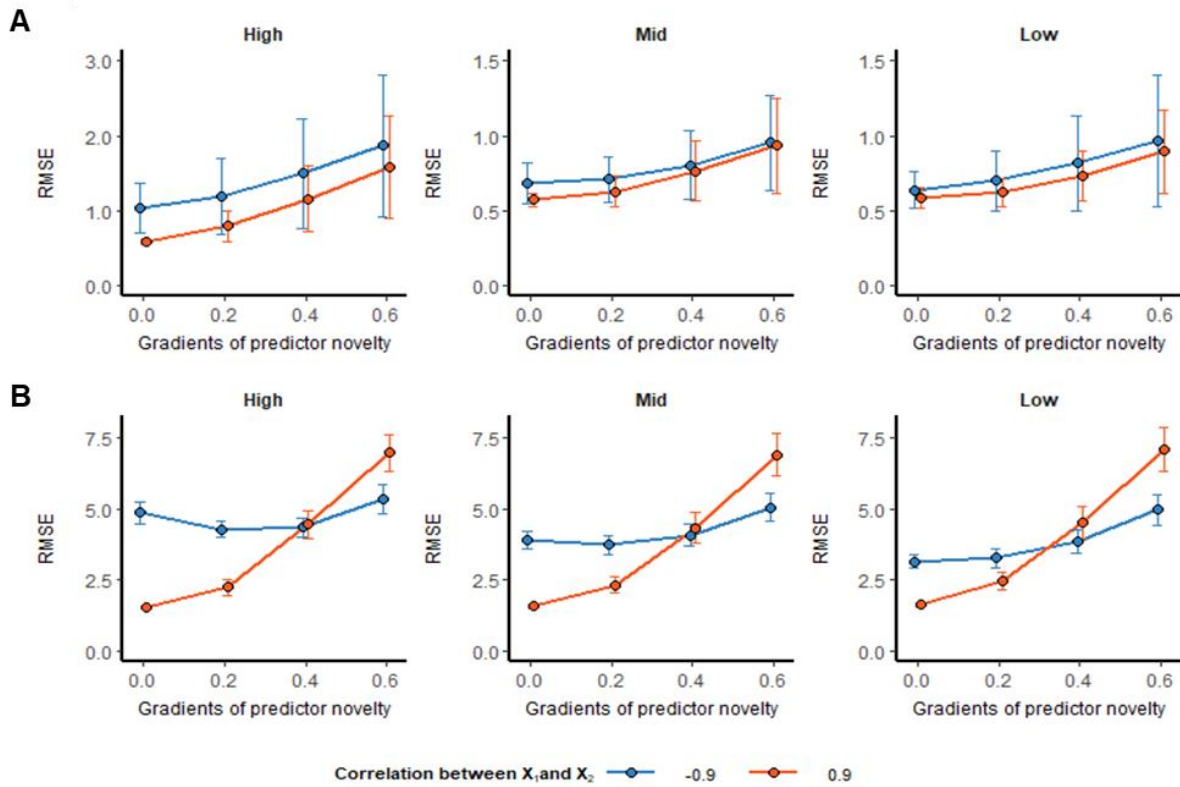 A
High Mid Low
3.0 1.5 1.5
2.0 1.0 1.0
1.0 0.5 0.5
0.0 0.0 0.0
RMSE RMSE RMSE
0.0 0.2 0.4 0.6 0.0 0.2 0.4 0.6 0.0 0.2 0.4 0.6
Gradients of predictor novelty Gradients of predictor novelty Gradients of predictor novelty
B
High Mid Low
7.5 7.5 7.5
5.0 5.0 5.0
2.5 2.5 2.5
0.0 0.0 0.0
RMSE RMSE RMSE
0.0 0.2 0.4 0.6 0.0 0.2 0.4 0.6 0.0 0.2 0.4 0.6
Gradients of predictor novelty Gradients of predictor novelty Gradients of predictor novelty
Correlation between X₁and X₂ -0.9 0.9